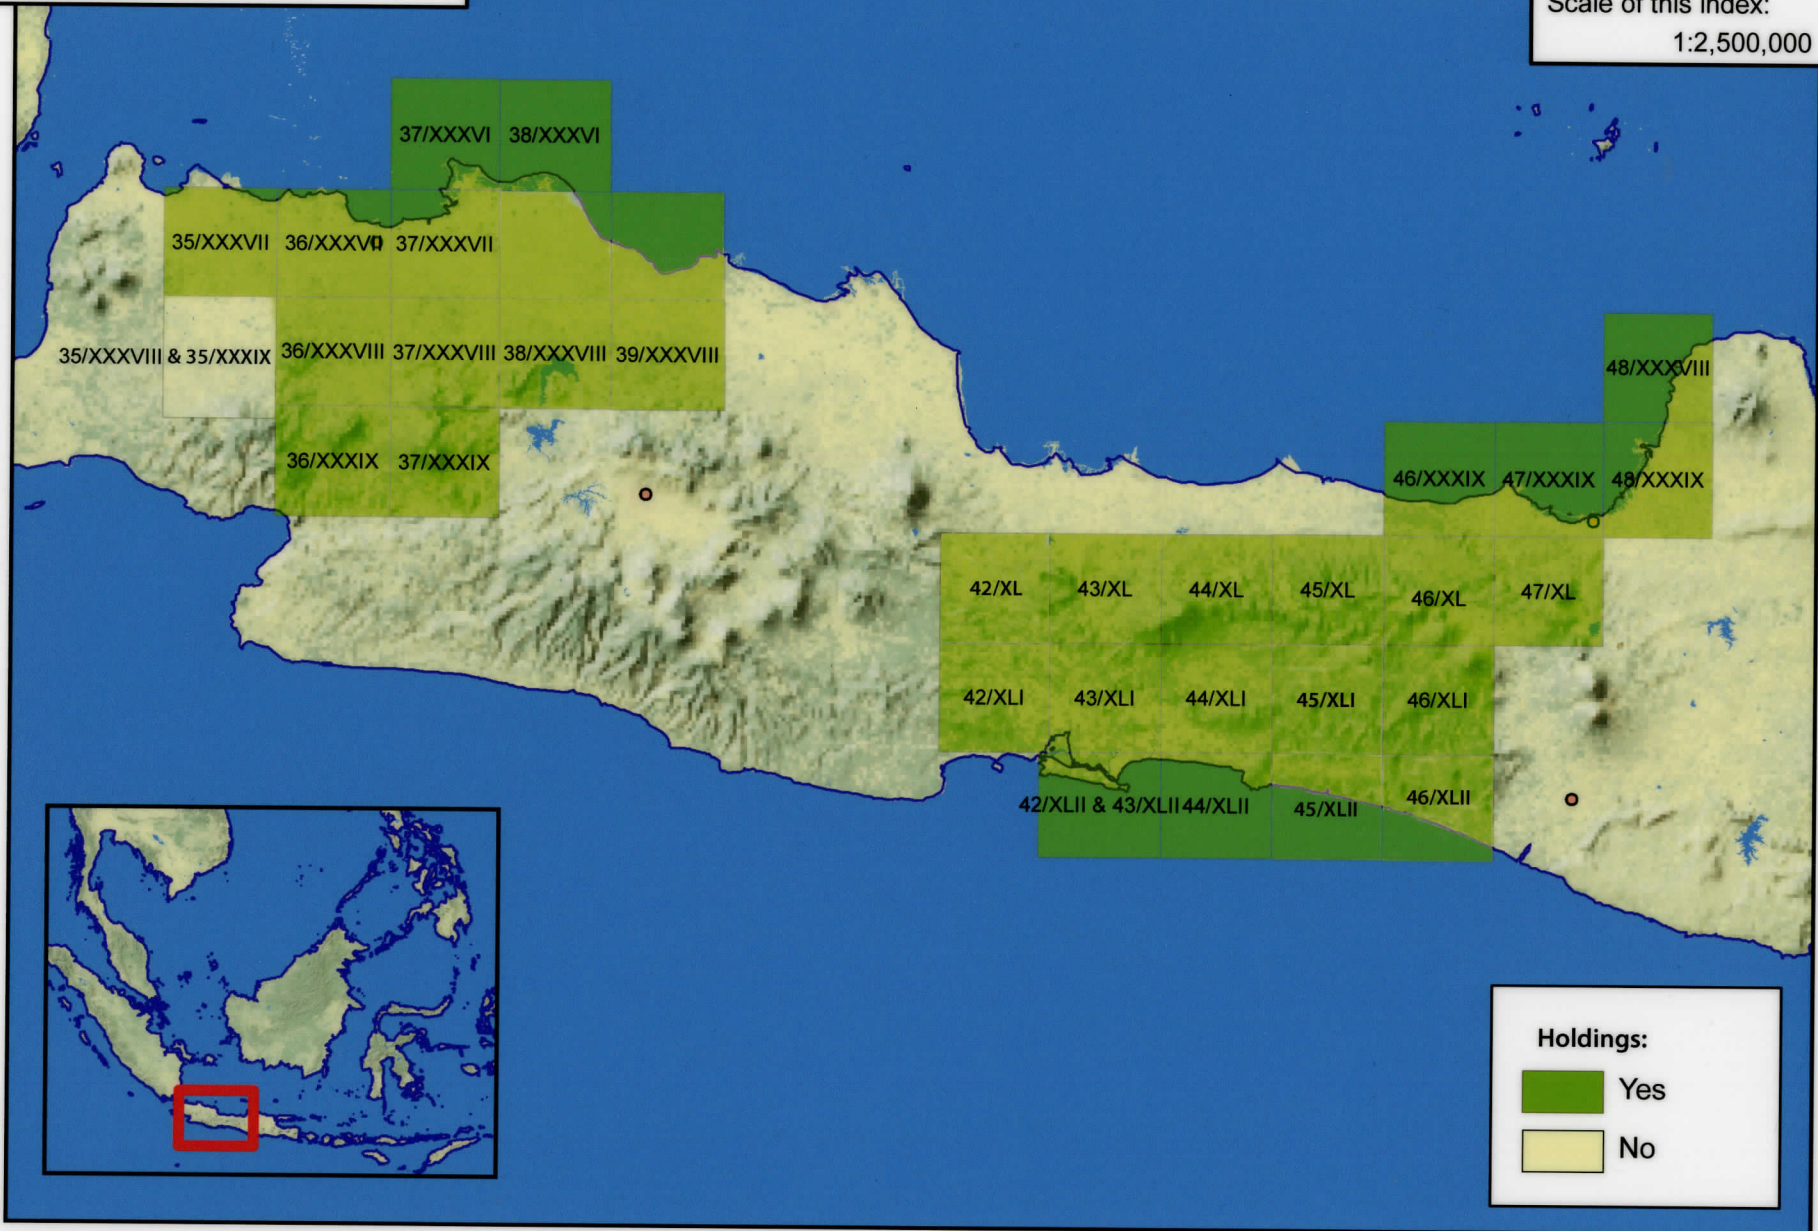 Scale of this index:
1:2,500,000
37/XXXVI 38/XXXVI
35/XXXVII 36/XXXVII 37/XXXVII
35/XXXVIII & 35/XXXIX 36/XXXVIII 37/XXXVIII 38/XXXVIII 39/XXXVIII
48/XXXVIII
36/XXXIX 37/XXXIX
46/XXXIX 47/XXXIX 48/XXXIX
42/XL 43/XL 44/XL 45/XL 46/XL 47/XL
42/XLI 43/XLI 44/XLI 45/XLI 46/XLI
42/XLII & 43/XLII 44/XLII 45/XLII 46/XLII
Holdings:
Yes
No